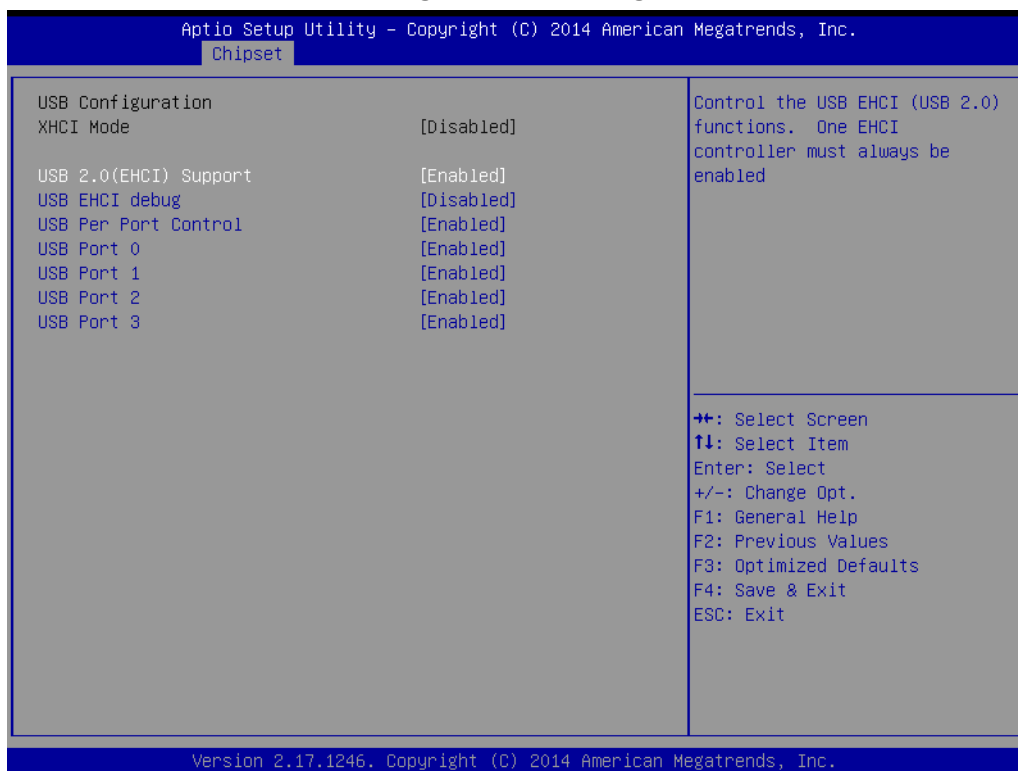 Aptio Setup Utility – Copyright (C) 2014 American Megatrends, Inc.
Chipset
USB Configuration
XHCI Mode [Disabled]
USB 2.0(EHCI) Support [Enabled]
USB EHCI debug [Disabled]
USB Per Port Control [Enabled]
USB Port 0 [Enabled]
USB Port 1 [Enabled]
USB Port 2 [Enabled]
USB Port 3 [Enabled]
Control the USB EHCI (USB 2.0)
functions. One EHCI
controller must always be
enabled
→←: Select Screen
↑↓: Select Item
Enter: Select
+/-: Change Opt.
F1: General Help
F2: Previous Values
F3: Optimized Defaults
F4: Save & Exit
ESC: Exit
Version 2.17.1246. Copyright (C) 2014 American Megatrends, Inc.